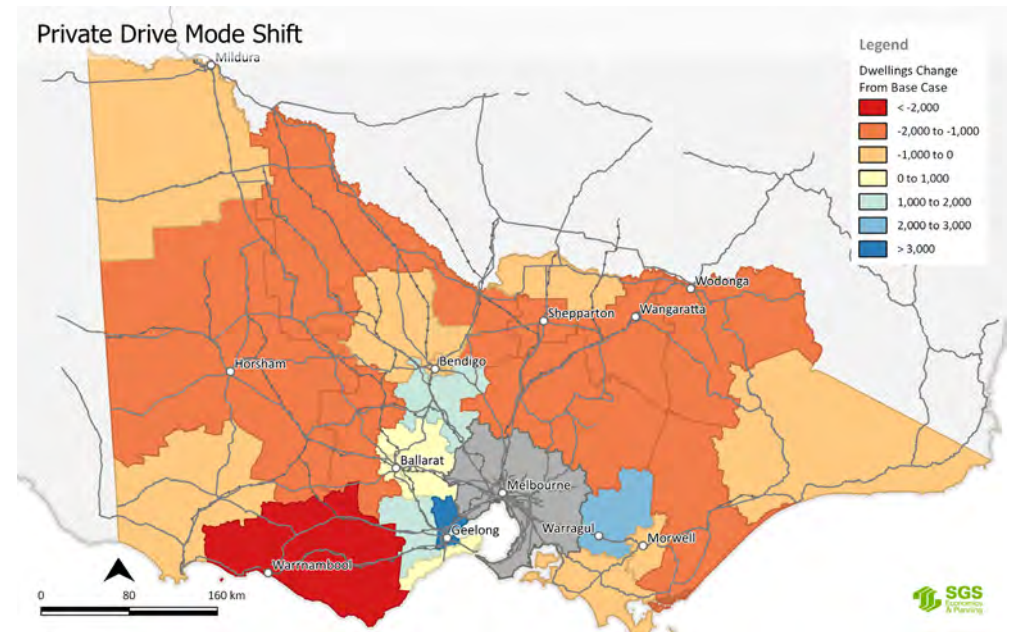 Private Drive Mode Shift
Mildura
Legend
Dwellings Change
From Base Case
< -2,000
-2,000 to -1,000
-1,000 to 0
0 to 1,000
1,000 to 2,000
2,000 to 3,000
> 3,000
Wodonga
Shepparton
Wangaratta
Horsham
Bendigo
Ballarat
Melbourne
Geelong
Warragul
Morwell
Warrnambool
0 80 160 km
SGS
Economics
& Planning